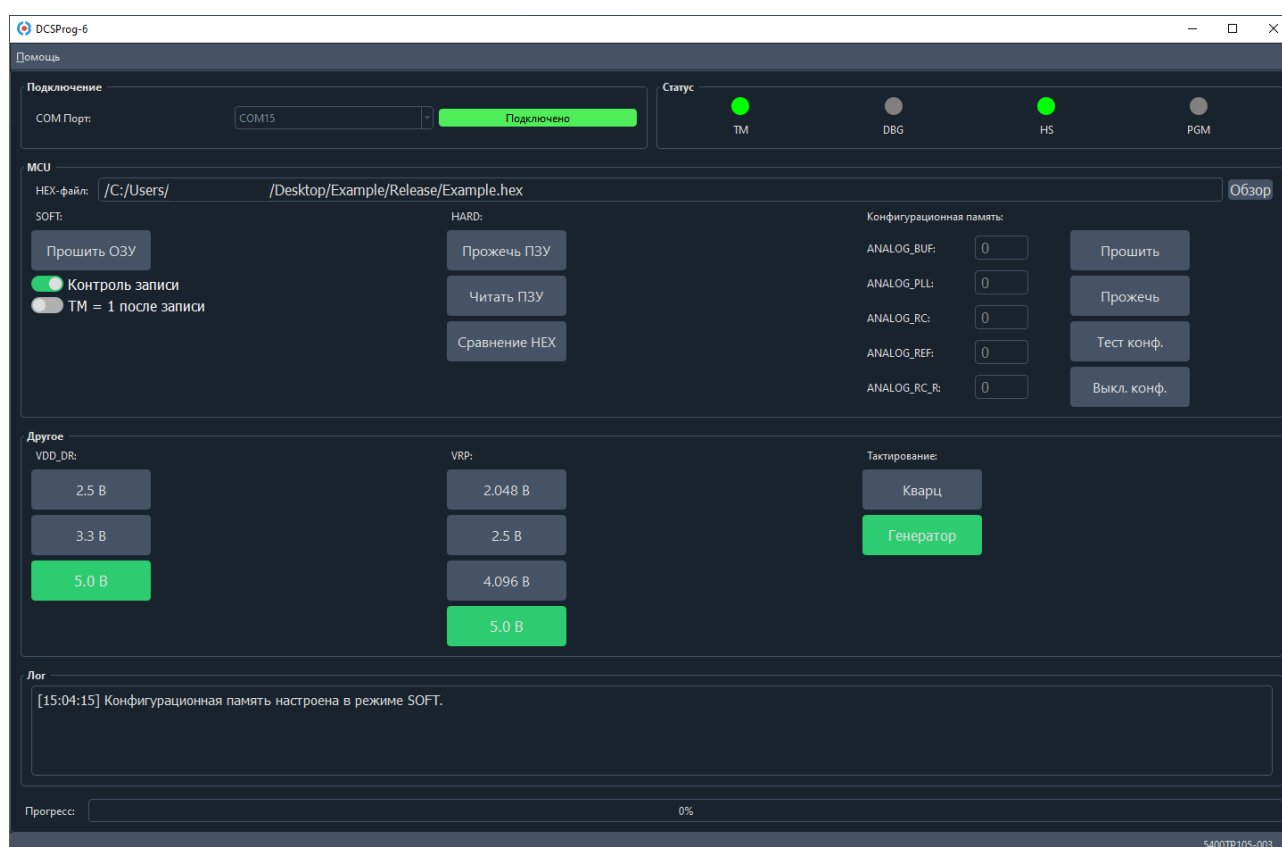 DCSProg-6
Помощь
Подключение
COM Порт:
COM15
Подключено
Статус
TM
DBG
HS
PGM
MCU
HEX-файл:
/C:/Users/ /Desktop/Example/Release/Example.hex
Обзор
SOFT:
Прошить ОЗУ
Контроль записи
TM = 1 после записи
HARD:
Прожечь ПЗУ
Читать ПЗУ
Сравнение HEX
Конфигурационная память:
ANALOG_BUF:
0
ANALOG_PLL:
0
ANALOG_RC:
0
ANALOG_REF:
0
ANALOG_RC_R:
0
Прошить
Прожечь
Тест конф.
Выкл. конф.
Другое
VDD_DR:
2.5 В
3.3 В
5.0 В
VRP:
2.048 В
2.5 В
4.096 В
5.0 В
Тактирование:
Кварц
Генератор
Лог
[15:04:15] Конфигурационная память настроена в режиме SOFT.
Прогресс:
0%
5400TP105-003